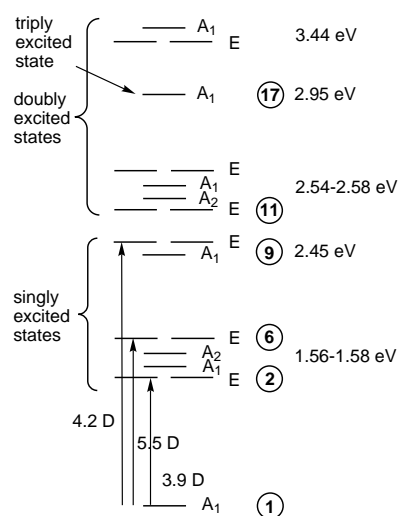 triply
excited
state
doubly
excited
states
A1
E
3.44 eV
A1
17 2.95 eV
E
A1
A2
E
11
2.54-2.58 eV
singly
excited
states
E
A1
9 2.45 eV
E
A2
A1
E
6
2
1.56-1.58 eV
4.2 D
5.5 D
3.9 D
A1
1